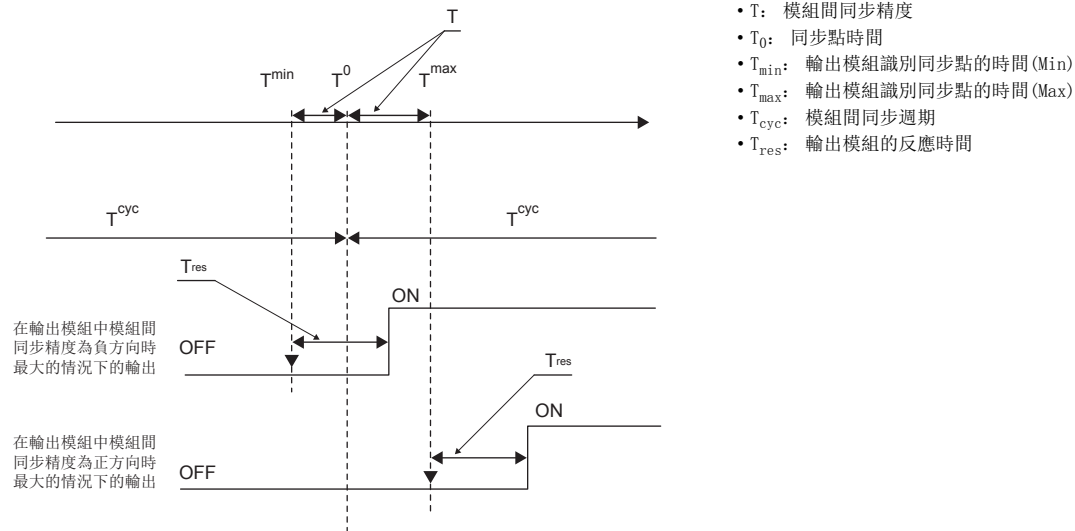 T
T^min T^0 T^max
T^cyc T^cyc
Tres
ON
在輸出模組中模組間
同步精度為負方向時
最大的情況下的輸出
OFF
Tres
ON
在輸出模組中模組間
同步精度為正方向時
最大的情況下的輸出
OFF
• T： 模組間同步精度
• T_0： 同步點時間
• T_min： 輸出模組識別同步點的時間(Min)
• T_max： 輸出模組識別同步點的時間(Max)
• T_cyc： 模組間同步週期
• T_res： 輸出模組的反應時間